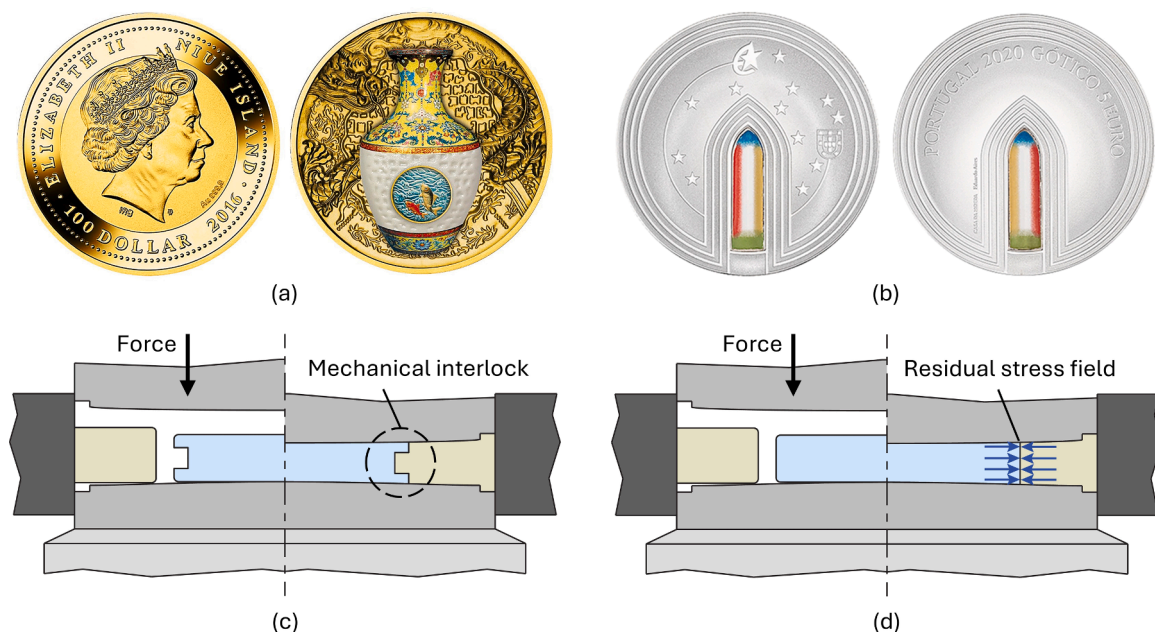 ELIZABETH II NIUE ISLAND
100 DOLLAR 2016
(a)
PORTUGAL 2020 GÓTICO 5 EURO
(b)
Force
Mechanical interlock
(c)
Force
Residual stress field
(d)